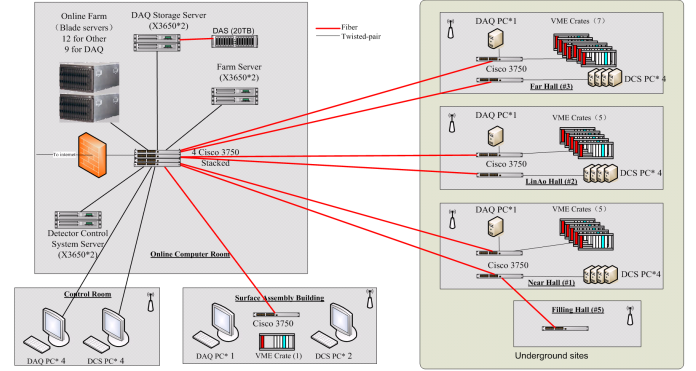 Online Farm
(Blade servers)
12 for Other
9 for DAQ
DAQ Storage Server
(X3650*2)
DAS (20TB)
Farm Server
(X3650*2)
To internet
4 Cisco 3750
Stacked
Detector Control
System Server
(X3650*2)
Online Computer Room
Fiber
Twisted-pair
Control Room
DAQ PC* 4
DCS PC* 4
Surface Assembly Building
Cisco 3750
DAQ PC* 1
VME Crate (1)
DCS PC* 2
DAQ PC*1
VME Crates (7)
Cisco 3750
DCS PC* 4
Far Hall (#3)
DAQ PC*1
VME Crates (5)
Cisco 3750
DCS PC* 4
LinAo Hall (#2)
DAQ PC*1
VME Crates (5)
Cisco 3750
DCS PC*4
Near Hall (#1)
Filling Hall (#5)
Underground sites